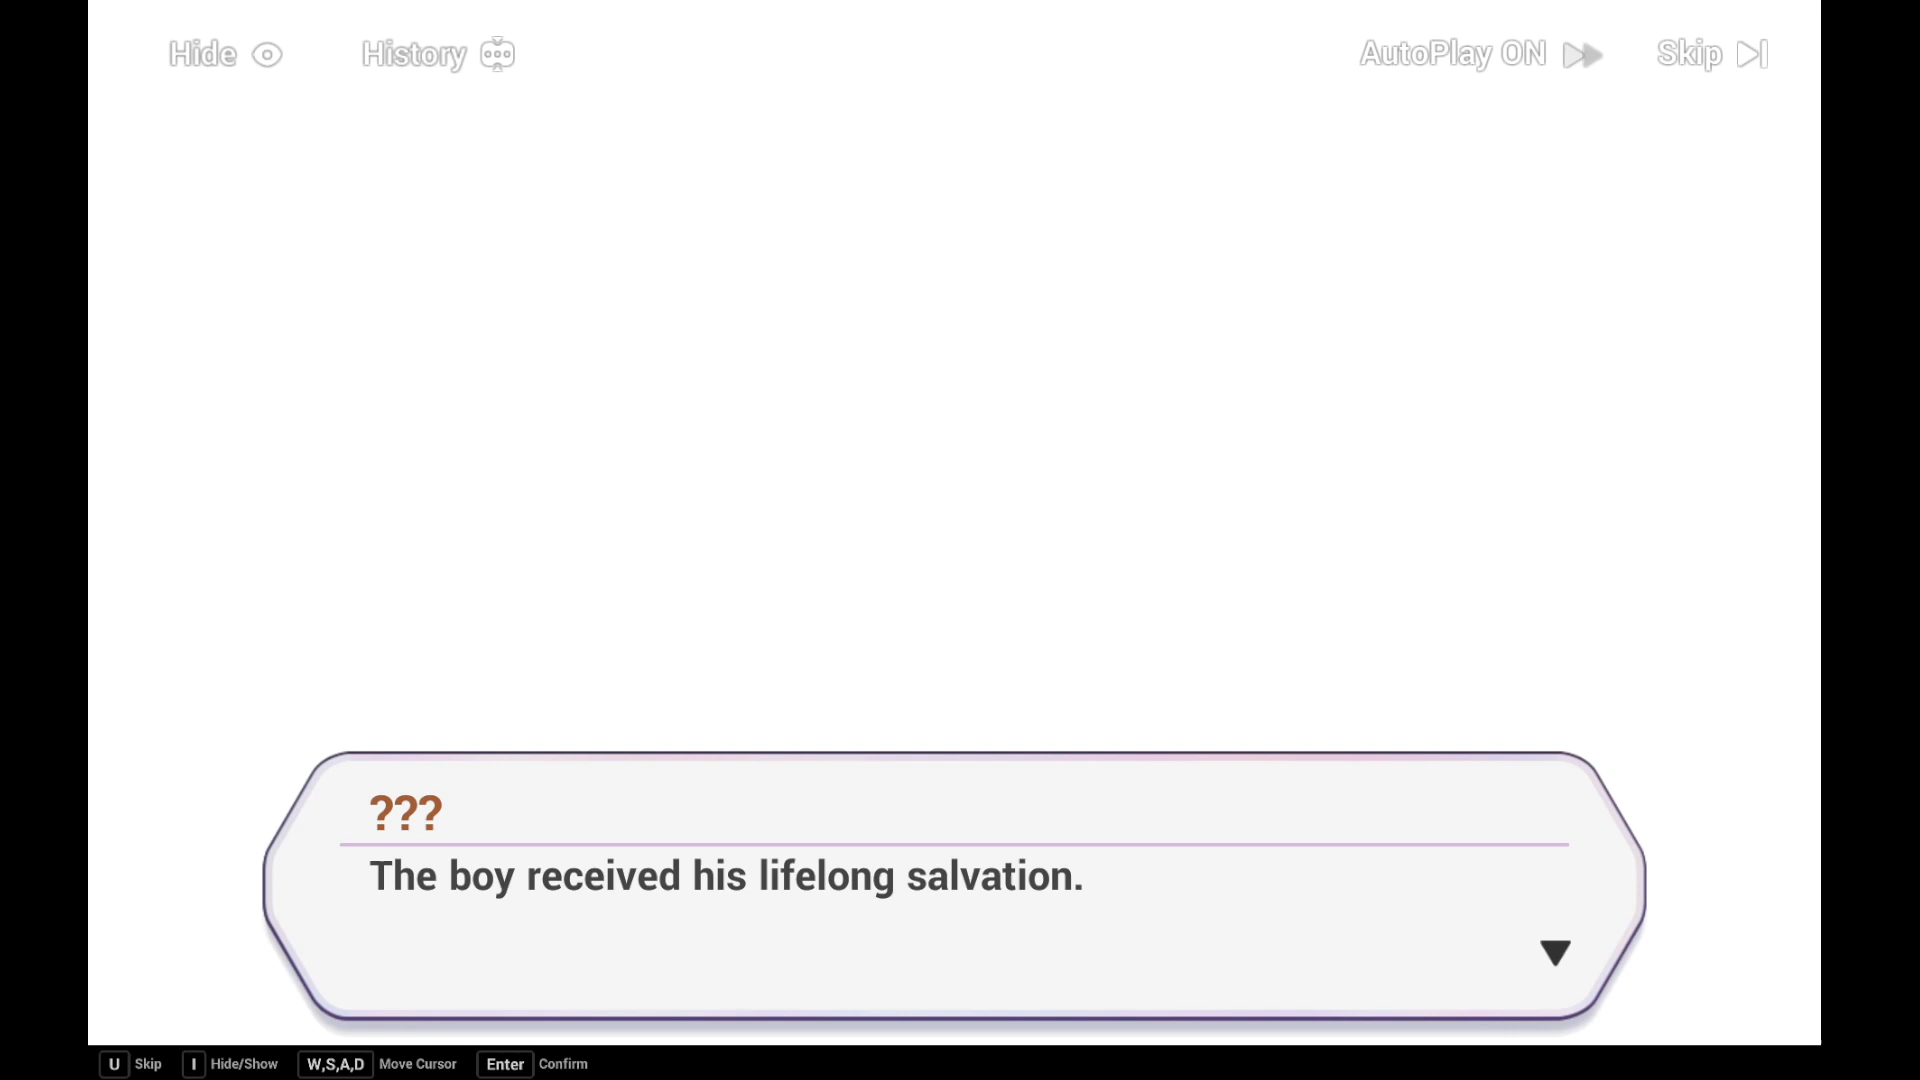 Hide
History
AutoPlay ON
Skip
???
The boy received his lifelong salvation.
U Skip I Hide/Show W,S,A,D Move Cursor Enter Confirm